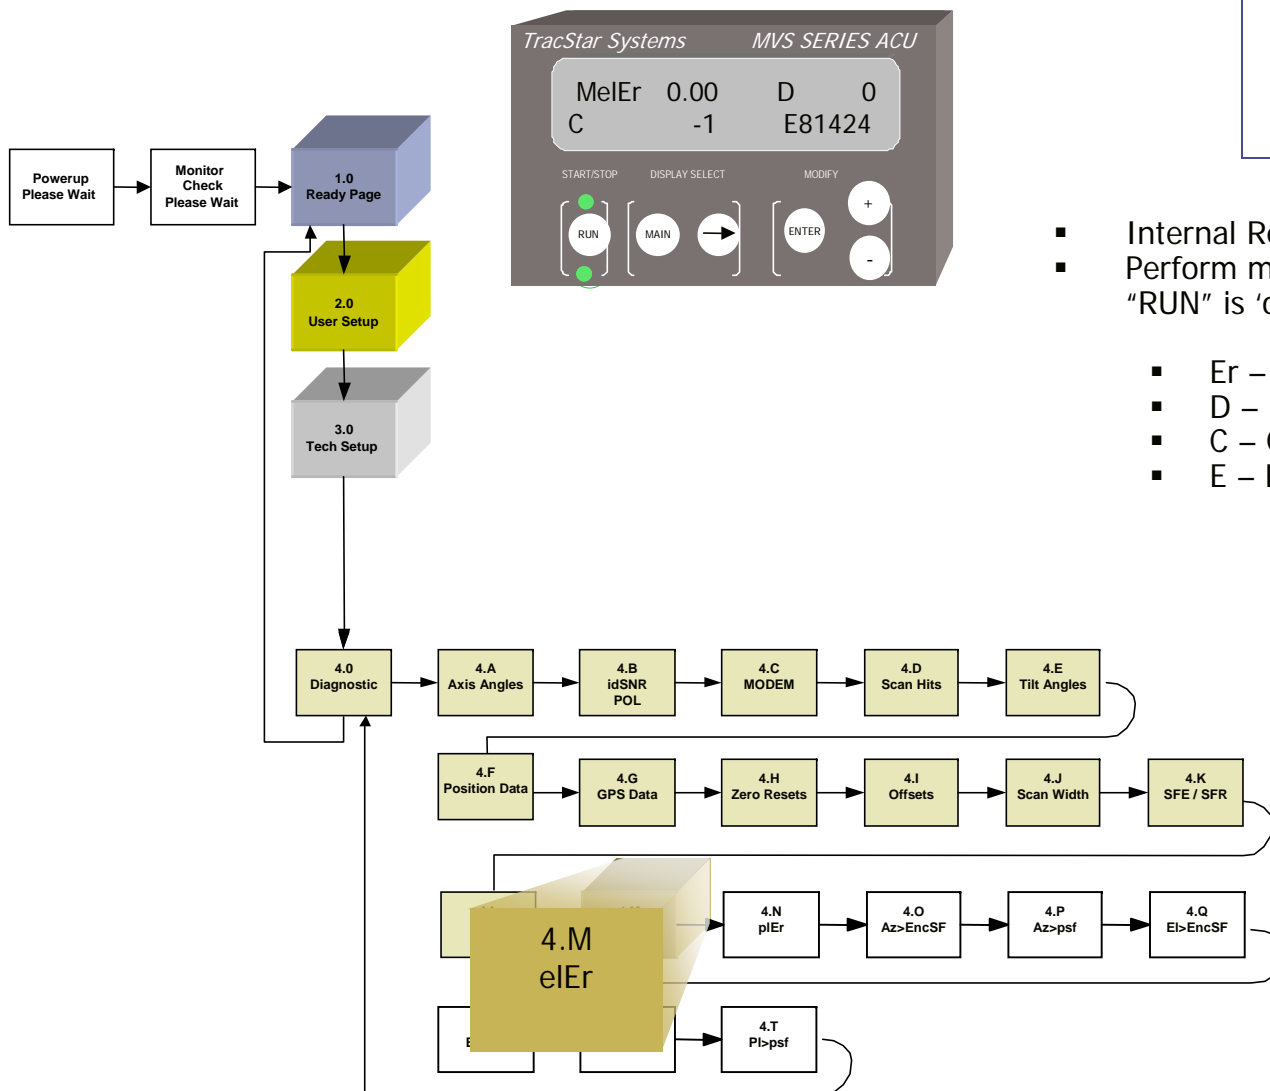 TracStar Systems MVS SERIES ACU
MelEr 0.00 D 0
C -1 E81424
START/STOP DISPLAY SELECT MODIFY
RUN MAIN ENTER + -
Powerup
Please Wait
Monitor
Check
Please Wait
1.0
Ready Page
2.0
User Setup
3.0
Tech Setup
▪ Internal
▪ Perform
“RUN” is
▪ Er –
▪ D –
▪ C –
▪ E –
4.0
Diagnostic
4.A
Axis Angles
4.B
idSNR
POL
4.C
MODEM
4.D
Scan Hits
4.E
Tilt Angles
4.F
Position Data
4.G
GPS Data
4.H
Zero Resets
4.I
Offsets
4.J
Scan Width
4.K
SFE / SFR
4.M
elEr
4.N
plEr
4.O
Az>EncSF
4.P
Az>psf
4.Q
El>EncSF
4.T
Pl>psf